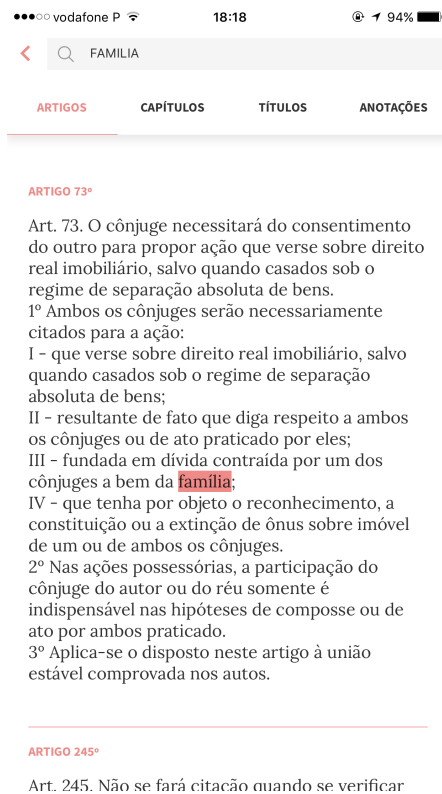 vodafone P 18:18 94%
FAMILIA
ARTIGOS CAPÍTULOS TÍTULOS ANOTAÇÕES
ARTIGO 73º
Art. 73. O cônjuge necessitará do consentimento
do outro para propor ação que verse sobre direito
real imobiliário, salvo quando casados sob o
regime de separação absoluta de bens.
1º Ambos os cônjuges serão necessariamente
citados para a ação:
I - que verse sobre direito real imobiliário, salvo
quando casados sob o regime de separação
absoluta de bens;
II - resultante de fato que diga respeito a ambos
os cônjuges ou de ato praticado por eles;
III - fundada em dívida contraída por um dos
cônjuges a bem da família;
IV - que tenha por objeto o reconhecimento, a
constituição ou a extinção de ônus sobre imóvel
de um ou de ambos os cônjuges.
2º Nas ações possessórias, a participação do
cônjuge do autor ou do réu somente é
indispensável nas hipóteses de composse ou de
ato por ambos praticado.
3º Aplica-se o disposto neste artigo à união
estável comprovada nos autos.
ARTIGO 245º
Art. 245. Não se fará citação quando se verificar